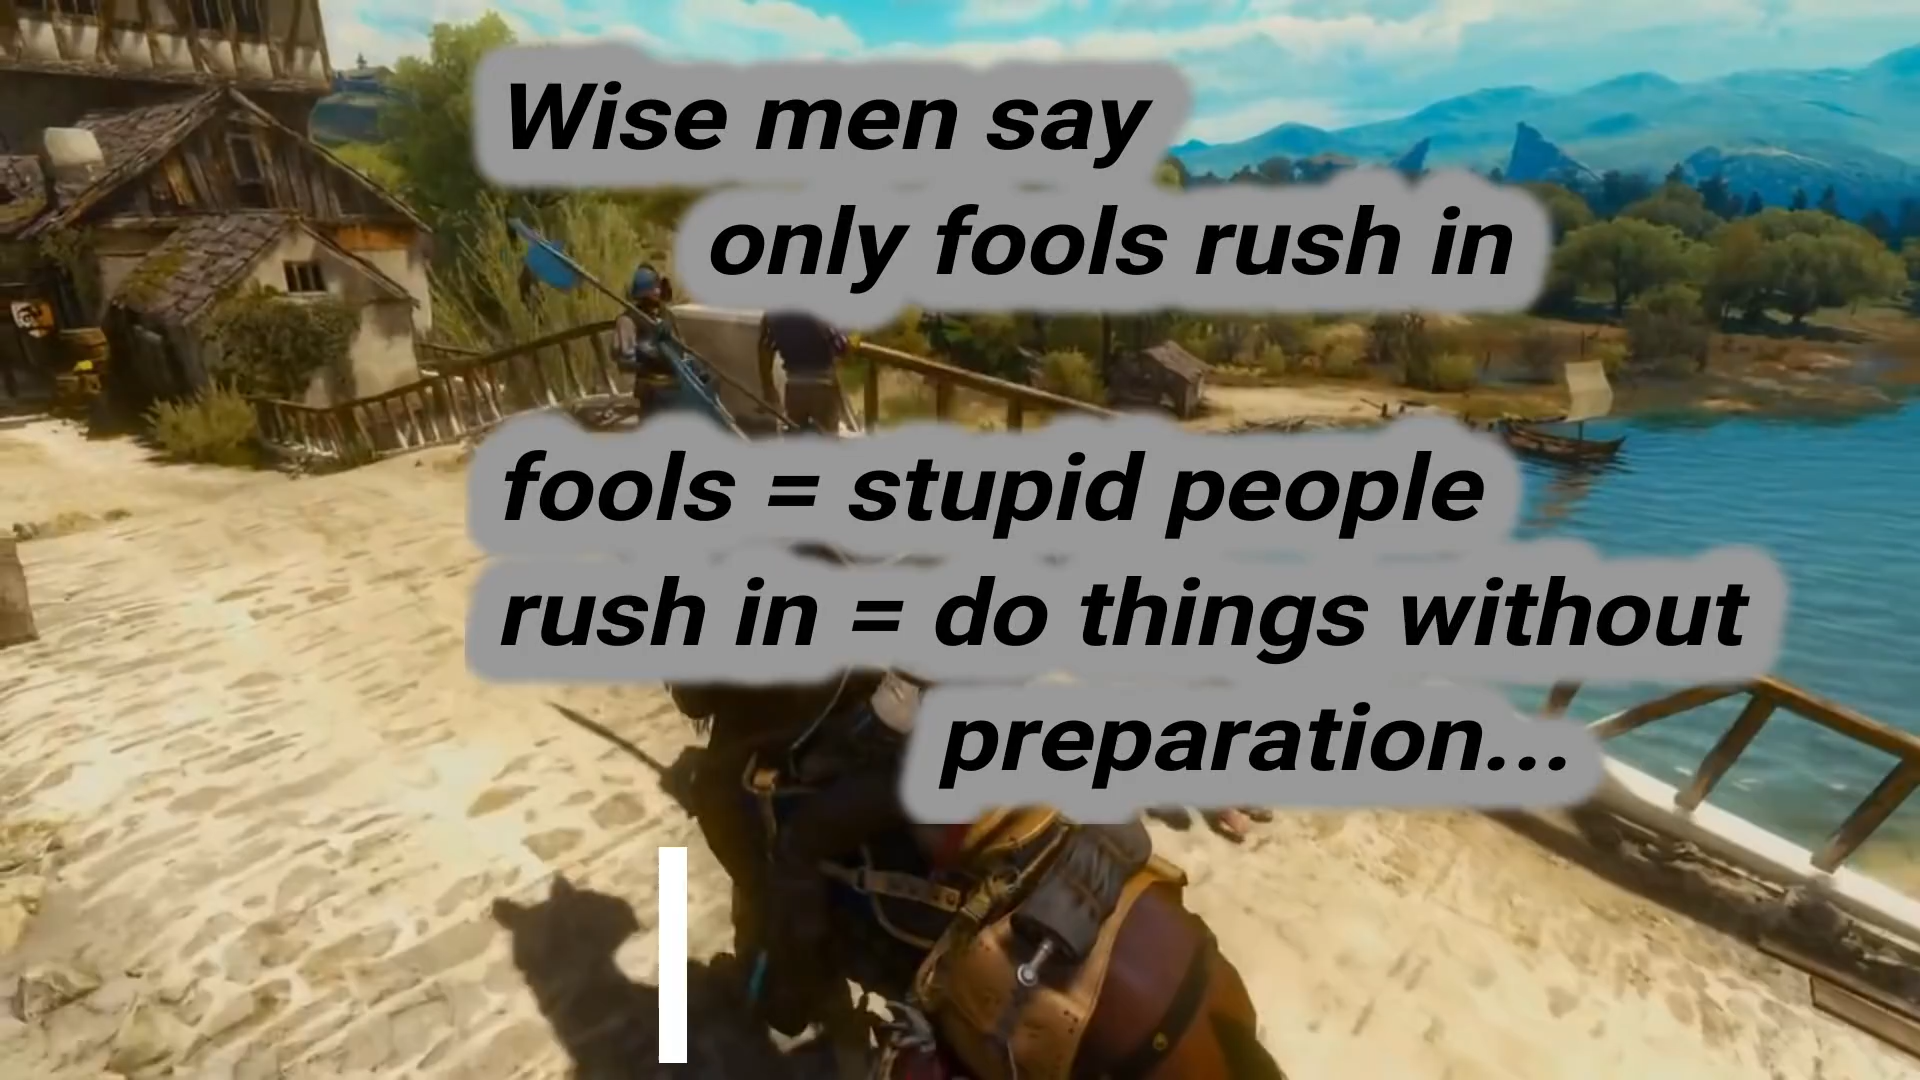 Wise men say
only fools rush in
fools = stupid people
rush in = do things without
preparation...